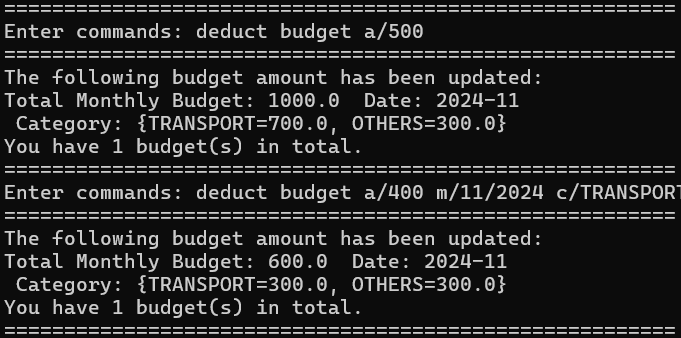 ========================================================
Enter commands: deduct budget a/500
========================================================
The following budget amount has been updated:
Total Monthly Budget: 1000.0  Date: 2024-11
 Category: {TRANSPORT=700.0, OTHERS=300.0}
You have 1 budget(s) in total.
========================================================
Enter commands: deduct budget a/400 m/11/2024 c/TRANSPORT
========================================================
The following budget amount has been updated:
Total Monthly Budget: 600.0  Date: 2024-11
 Category: {TRANSPORT=300.0, OTHERS=300.0}
You have 1 budget(s) in total.
========================================================